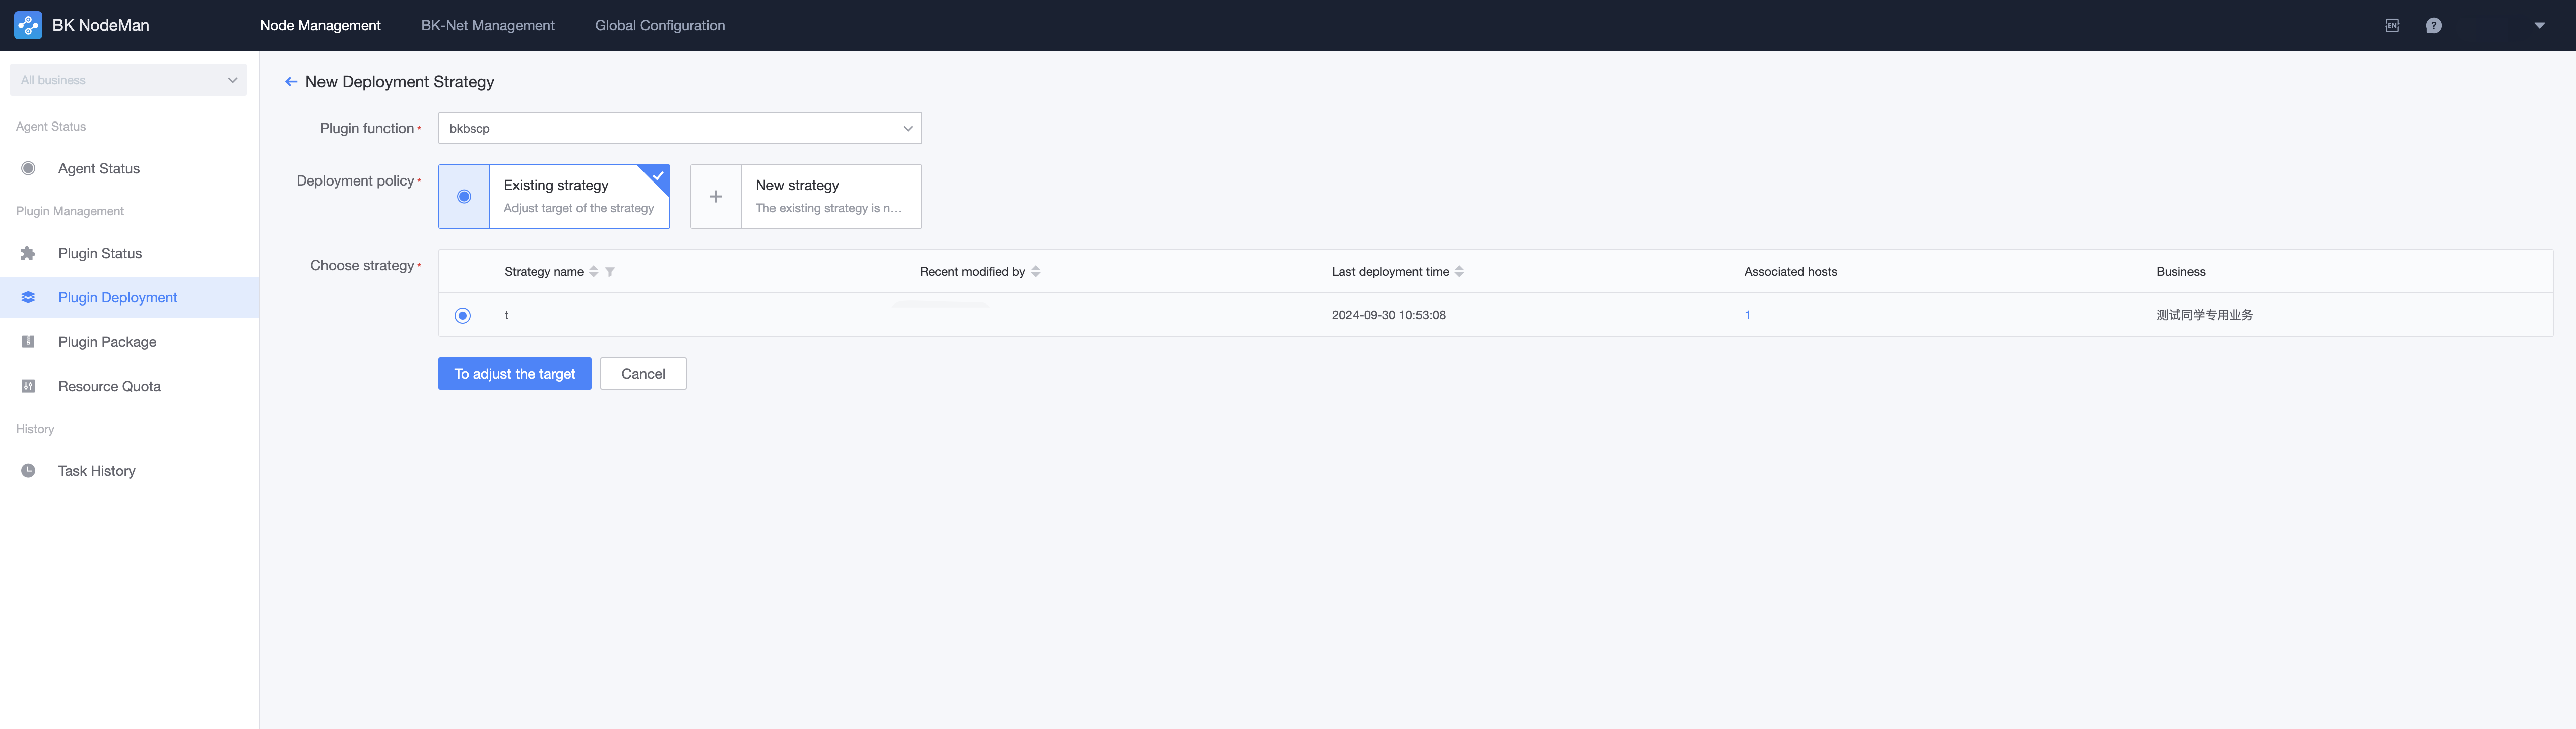 BK NodeMan
Node Management
BK-Net Management
Global Configuration
EN
?
All business
Agent Status
Agent Status
Plugin Management
Plugin Status
Plugin Deployment
Plugin Package
Resource Quota
History
Task History
New Deployment Strategy
Plugin function *
bkbscp
Deployment policy *
Existing strategy
Adjust target of the strategy
New strategy
The existing strategy is n...
Choose strategy *
Strategy name
Recent modified by
Last deployment time
Associated hosts
Business
t
2024-09-30 10:53:08
1
测试同学专用业务
To adjust the target
Cancel